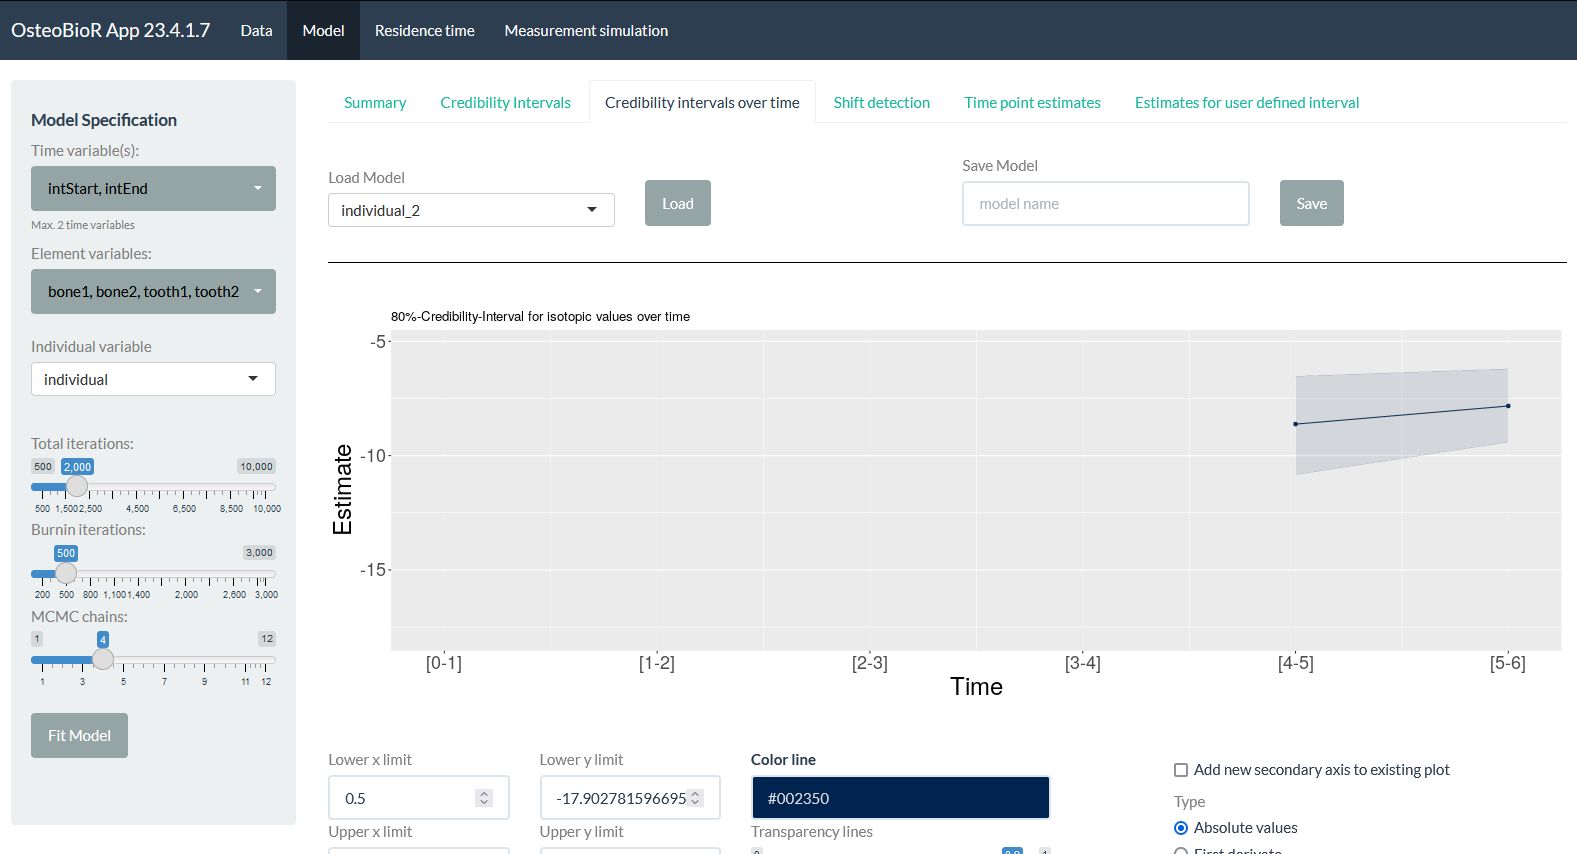 OsteoBioR App 23.4.1.7 Data Model Residence time Measurement simulation
Model Specification
Time variable(s):
intStart, intEnd
Max. 2 time variables
Element variables:
bone1, bone2, tooth1, tooth2
Individual variable
individual
Total iterations:
500 2,000 10,000
500 1,500 2,500 4,500 6,500 8,500 10,000
Burnin iterations:
500 3,000
200 500 800 1,100 1,400 2,000 2,600 3,000
MCMC chains:
1 4 12
1 3 5 7 9 11 12
Fit Model
Summary Credibility Intervals Credibility intervals over time Shift detection Time point estimates Estimates for user defined interval
Load Model
individual_2
Load
Save Model
model name
Save
80%-Credibility-Interval for isotopic values over time
Estimate
-5
-10
-15
[0-1] [1-2] [2-3] [3-4] [4-5] [5-6]
Time
Lower x limit
0.5
Upper x limit
Lower y limit
-17.902781596695
Upper y limit
Color line
#002350
Transparency lines
Add new secondary axis to existing plot
Type
Absolute values
First derivate